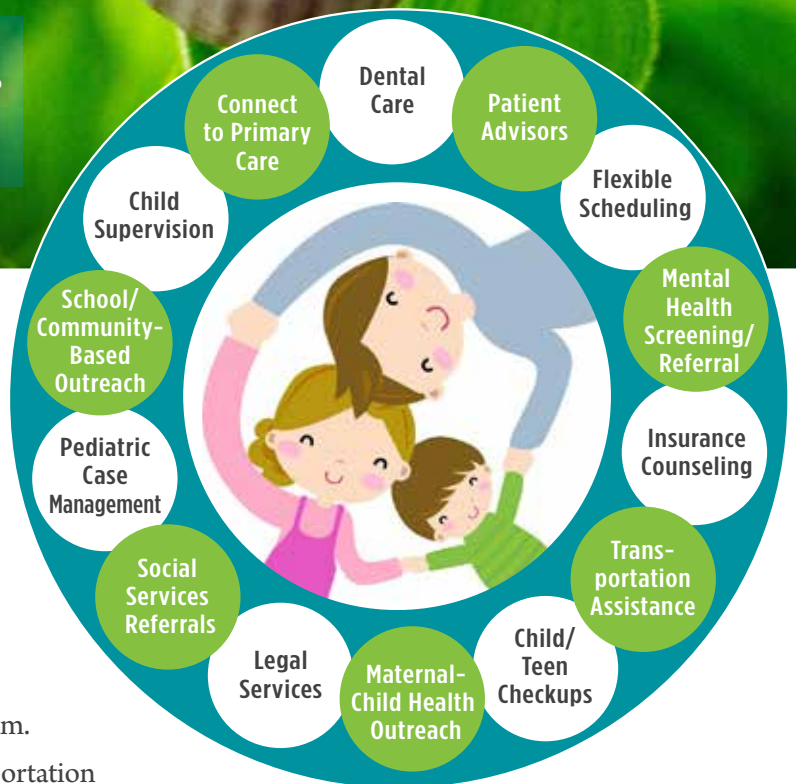 Dental
Care
Patient
Advisors
Flexible
Scheduling
Mental
Health
Screening/
Referral
Insurance
Counseling
Trans-
portation
Assistance
Child/
Teen
Checkups
Maternal-
Child Health
Outreach
Legal
Services
Social
Services
Referrals
Pediatric
Case
Management
School/
Community-
Based
Outreach
Child
Supervision
Connect
to Primary
Care